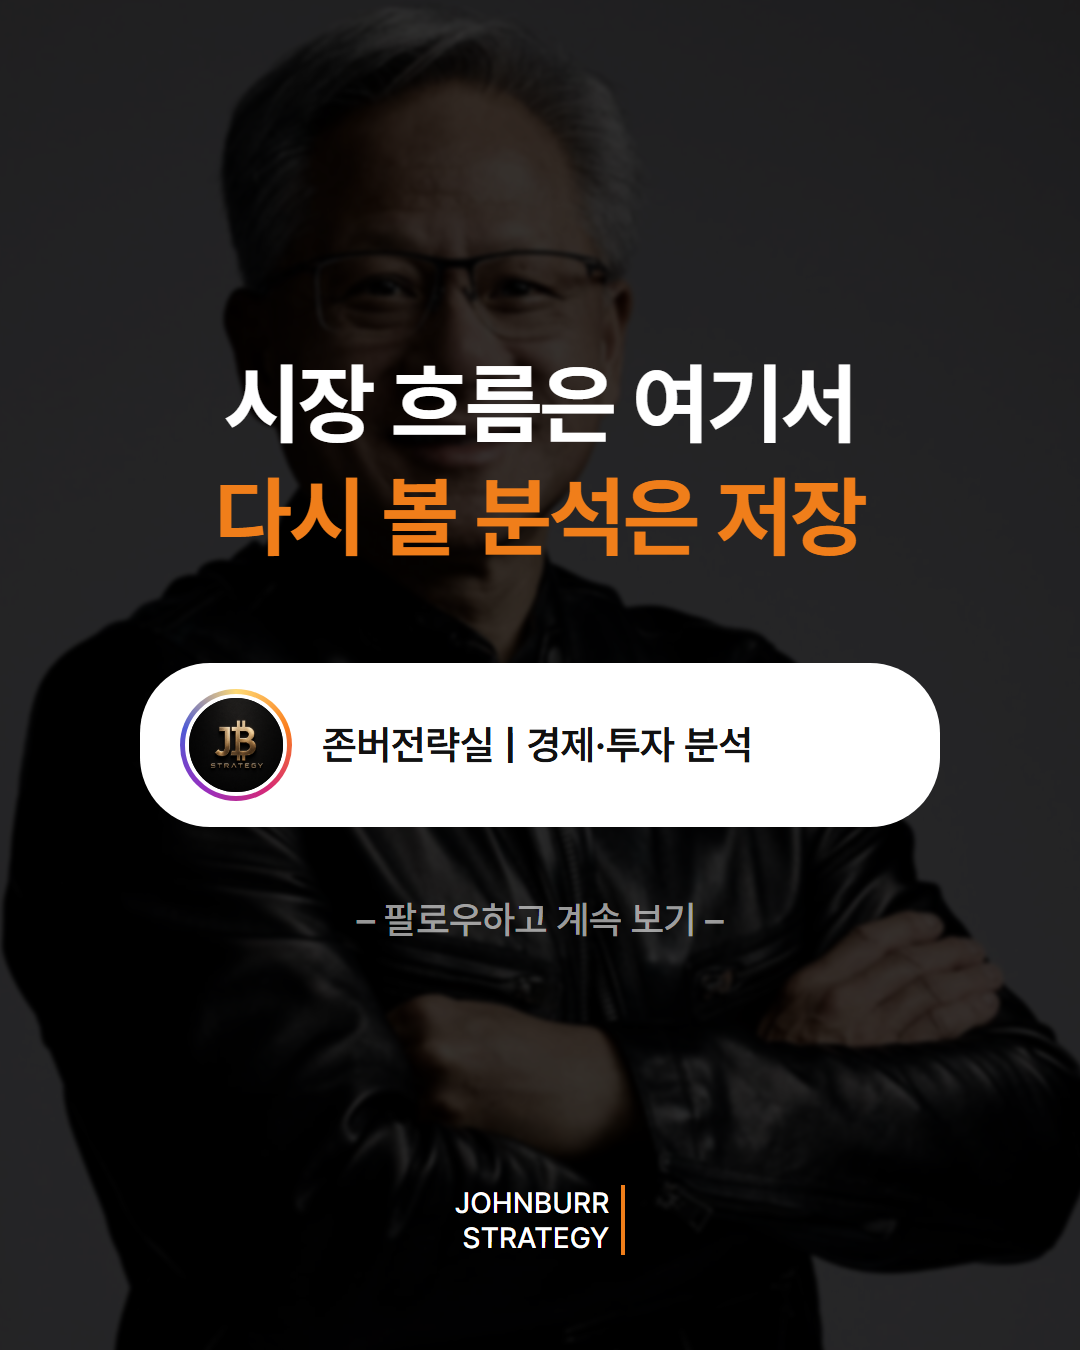 시장 흐름은 여기서
다시 볼 분석은 저장
JB
STRATEGY
존버전략실 | 경제·투자 분석
– 팔로우하고 계속 보기 –
JOHNBURR
STRATEGY